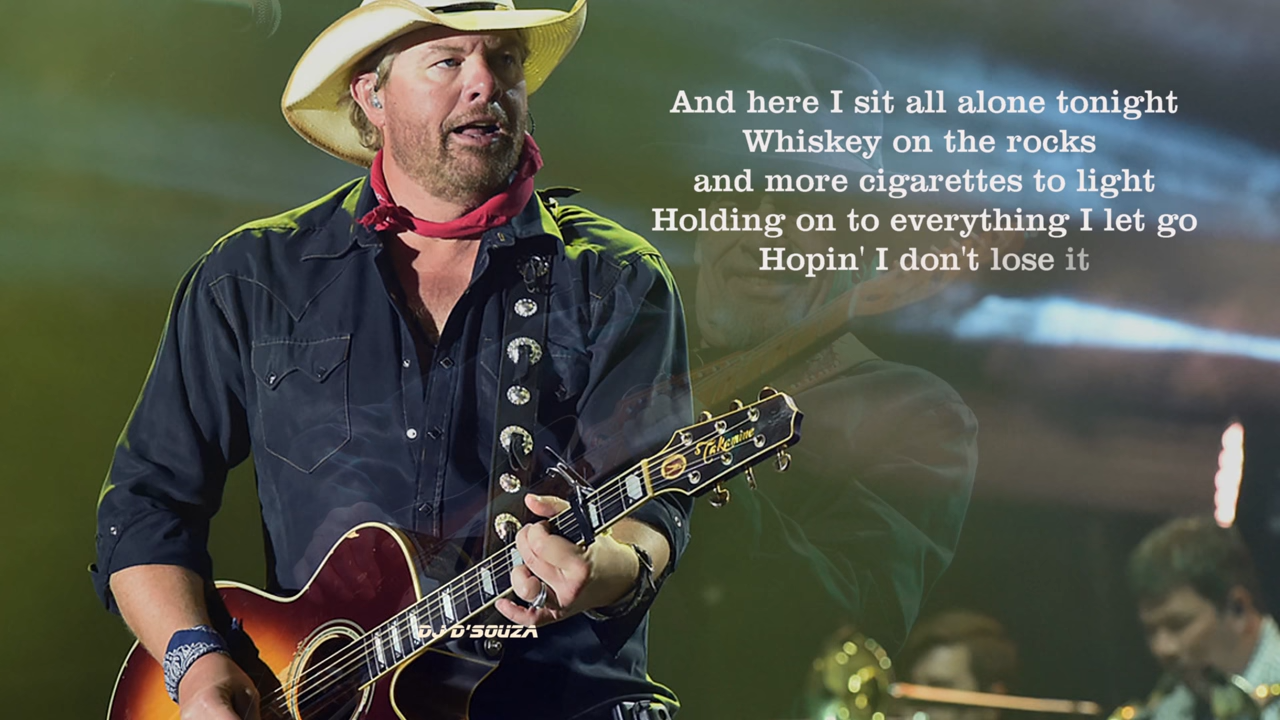 And here I sit all alone tonight
Whiskey on the rocks
and more cigarettes to light
Holding on to everything I let go
Hopin' I don't lose it
Takamine
DJ D'SOUZA